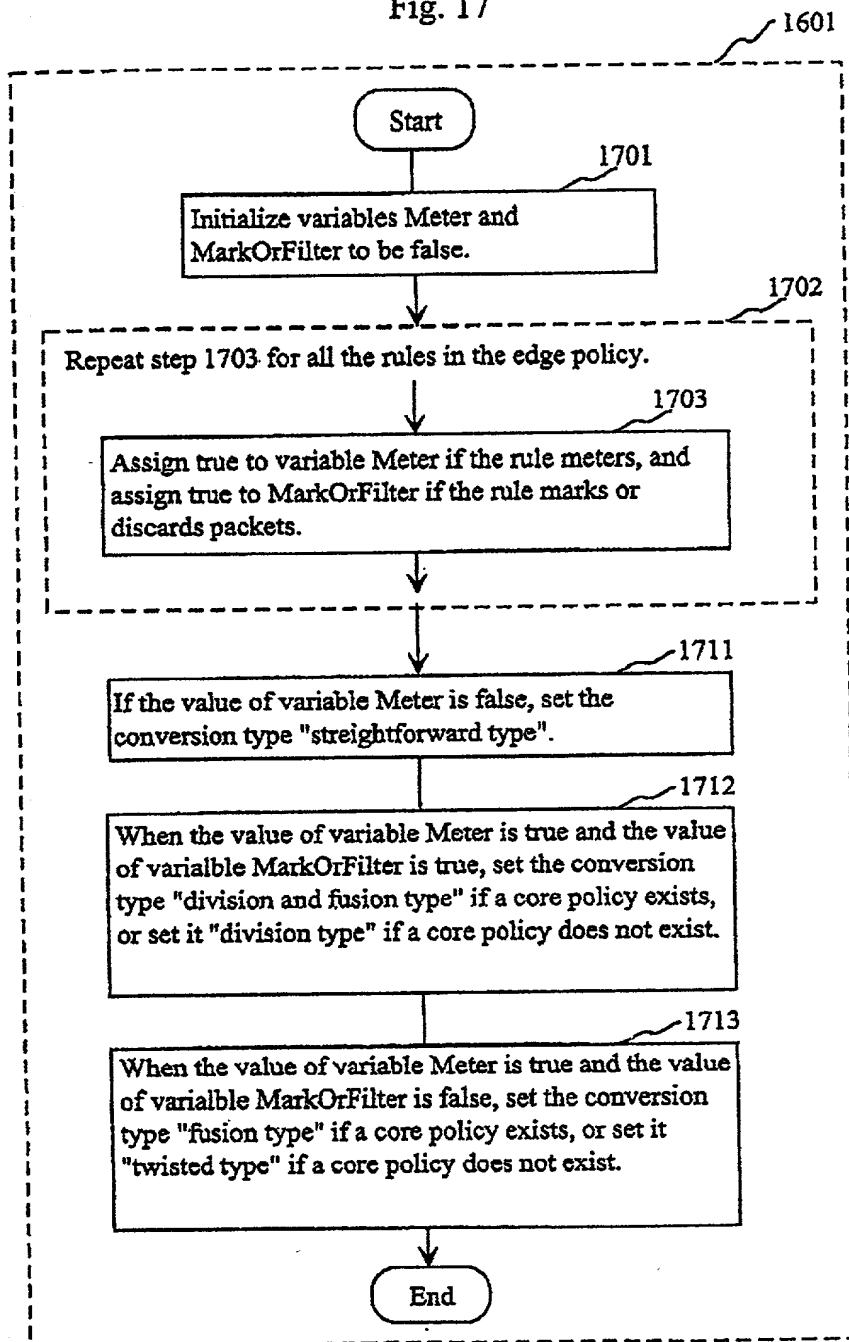 Fig. 17
1601
Start
1701
Initialize variables Meter and
MarkOrFilter to be false.
1702
Repeat step 1703 for all the rules in the edge policy.
1703
Assign true to variable Meter if the rule meters, and
assign true to MarkOrFilter if the rule marks or
discards packets.
1711
If the value of variable Meter is false, set the
conversion type "streightforward type".
1712
When the value of variable Meter is true and the value
of varialble MarkOrFilter is true, set the conversion
type "division and fusion type" if a core policy exists,
or set it "division type" if a core policy does not exist.
1713
When the value of variable Meter is true and the value
of varialble MarkOrFilter is false, set the conversion
type "fusion type" if a core policy exists, or set it
"twisted type" if a core policy does not exist.
End